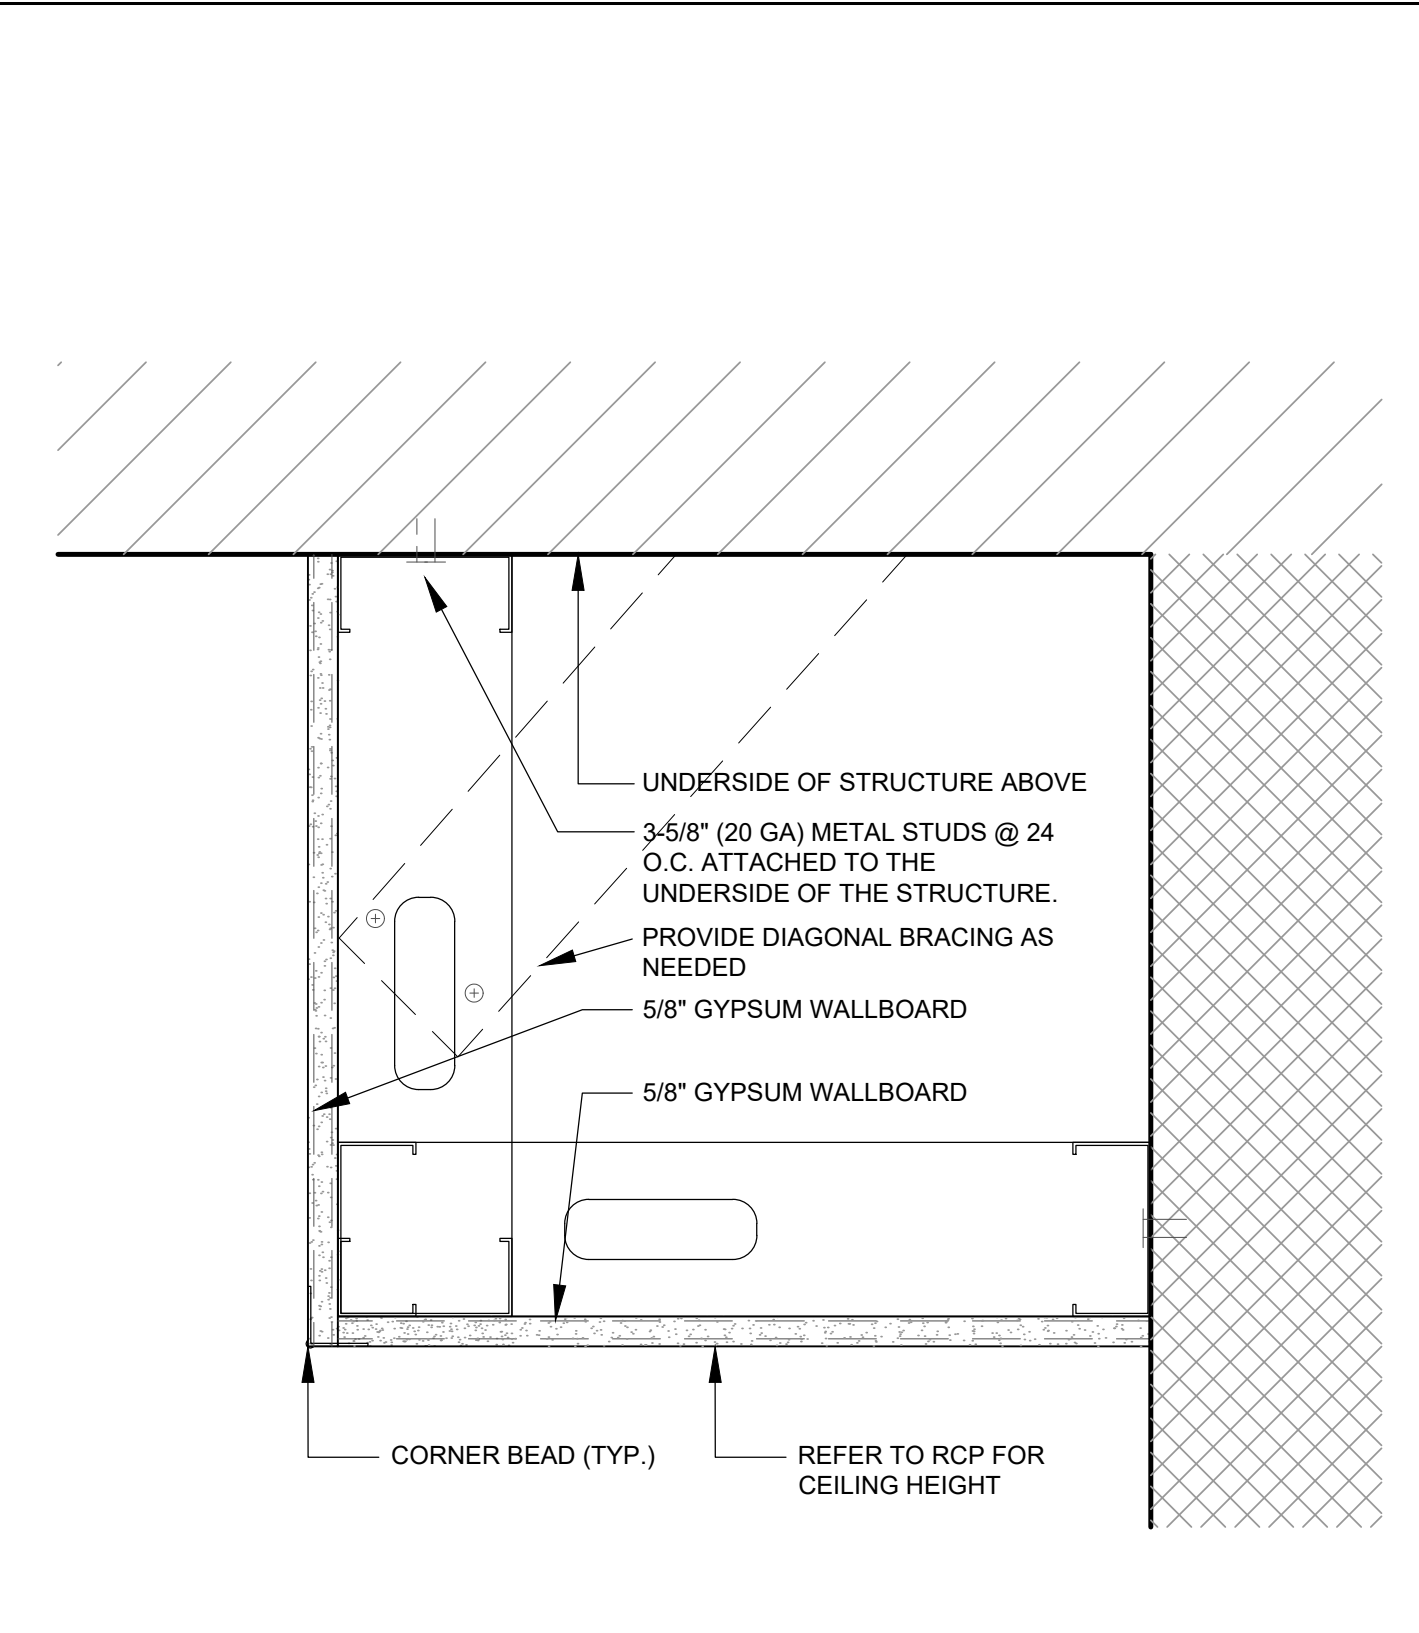 UNDERSIDE OF STRUCTURE ABOVE
3-5/8" (20 GA) METAL STUDS @ 24
O.C. ATTACHED TO THE
UNDERSIDE OF THE STRUCTURE.
PROVIDE DIAGONAL BRACING AS
NEEDED
5/8" GYPSUM WALLBOARD
5/8" GYPSUM WALLBOARD
CORNER BEAD (TYP.)
REFER TO RCP FOR
CEILING HEIGHT